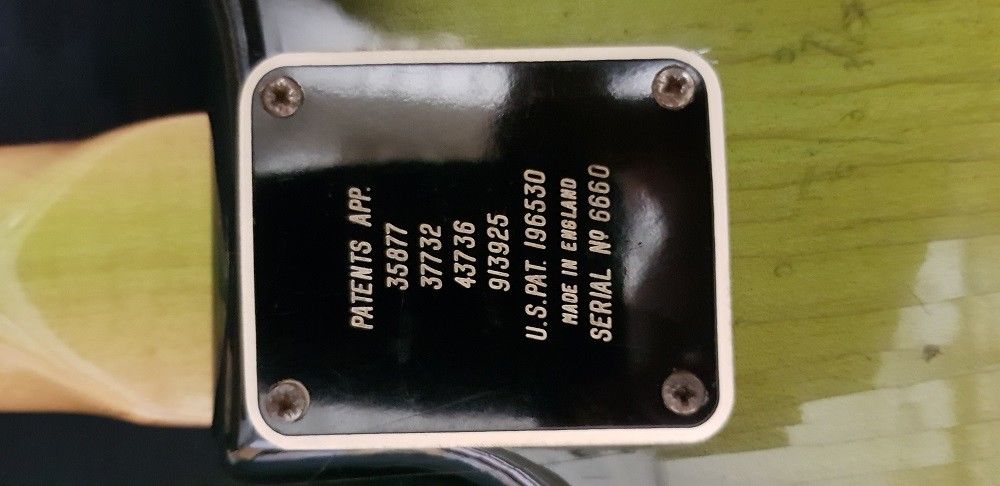 PATENTS APP.
35877
37732
43736
913925
U.S.PAT. 196530
MADE IN ENGLAND
SERIAL Nº 6660